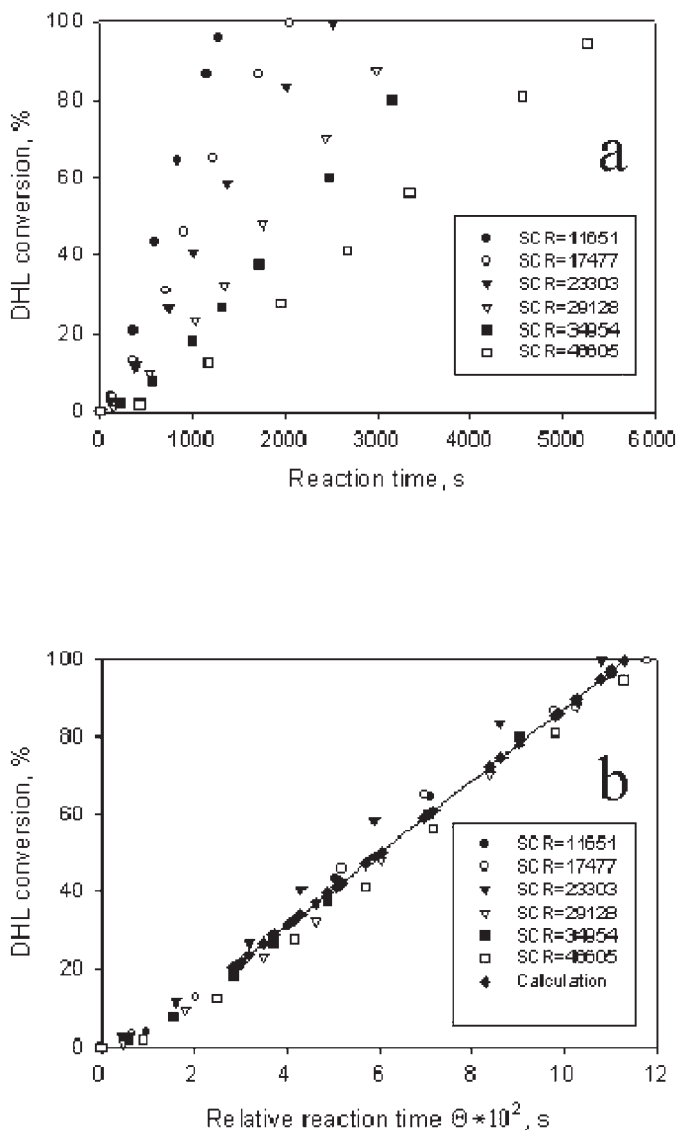 100
80
60
40
20
0
DHL conversion, %
a
SCR=11651
SCR=17477
SCR=23303
SCR=29128
SCR=34954
SCR=46605
0 1000 2000 3000 4000 5000 6000
Reaction time, s
100
80
60
40
20
0
DHL conversion, %
b
SCR=11651
SCR=17477
SCR=23303
SCR=29128
SCR=34954
SCR=46605
Calculation
0 2 4 6 8 10 12
Relative reaction time Θ*10², s